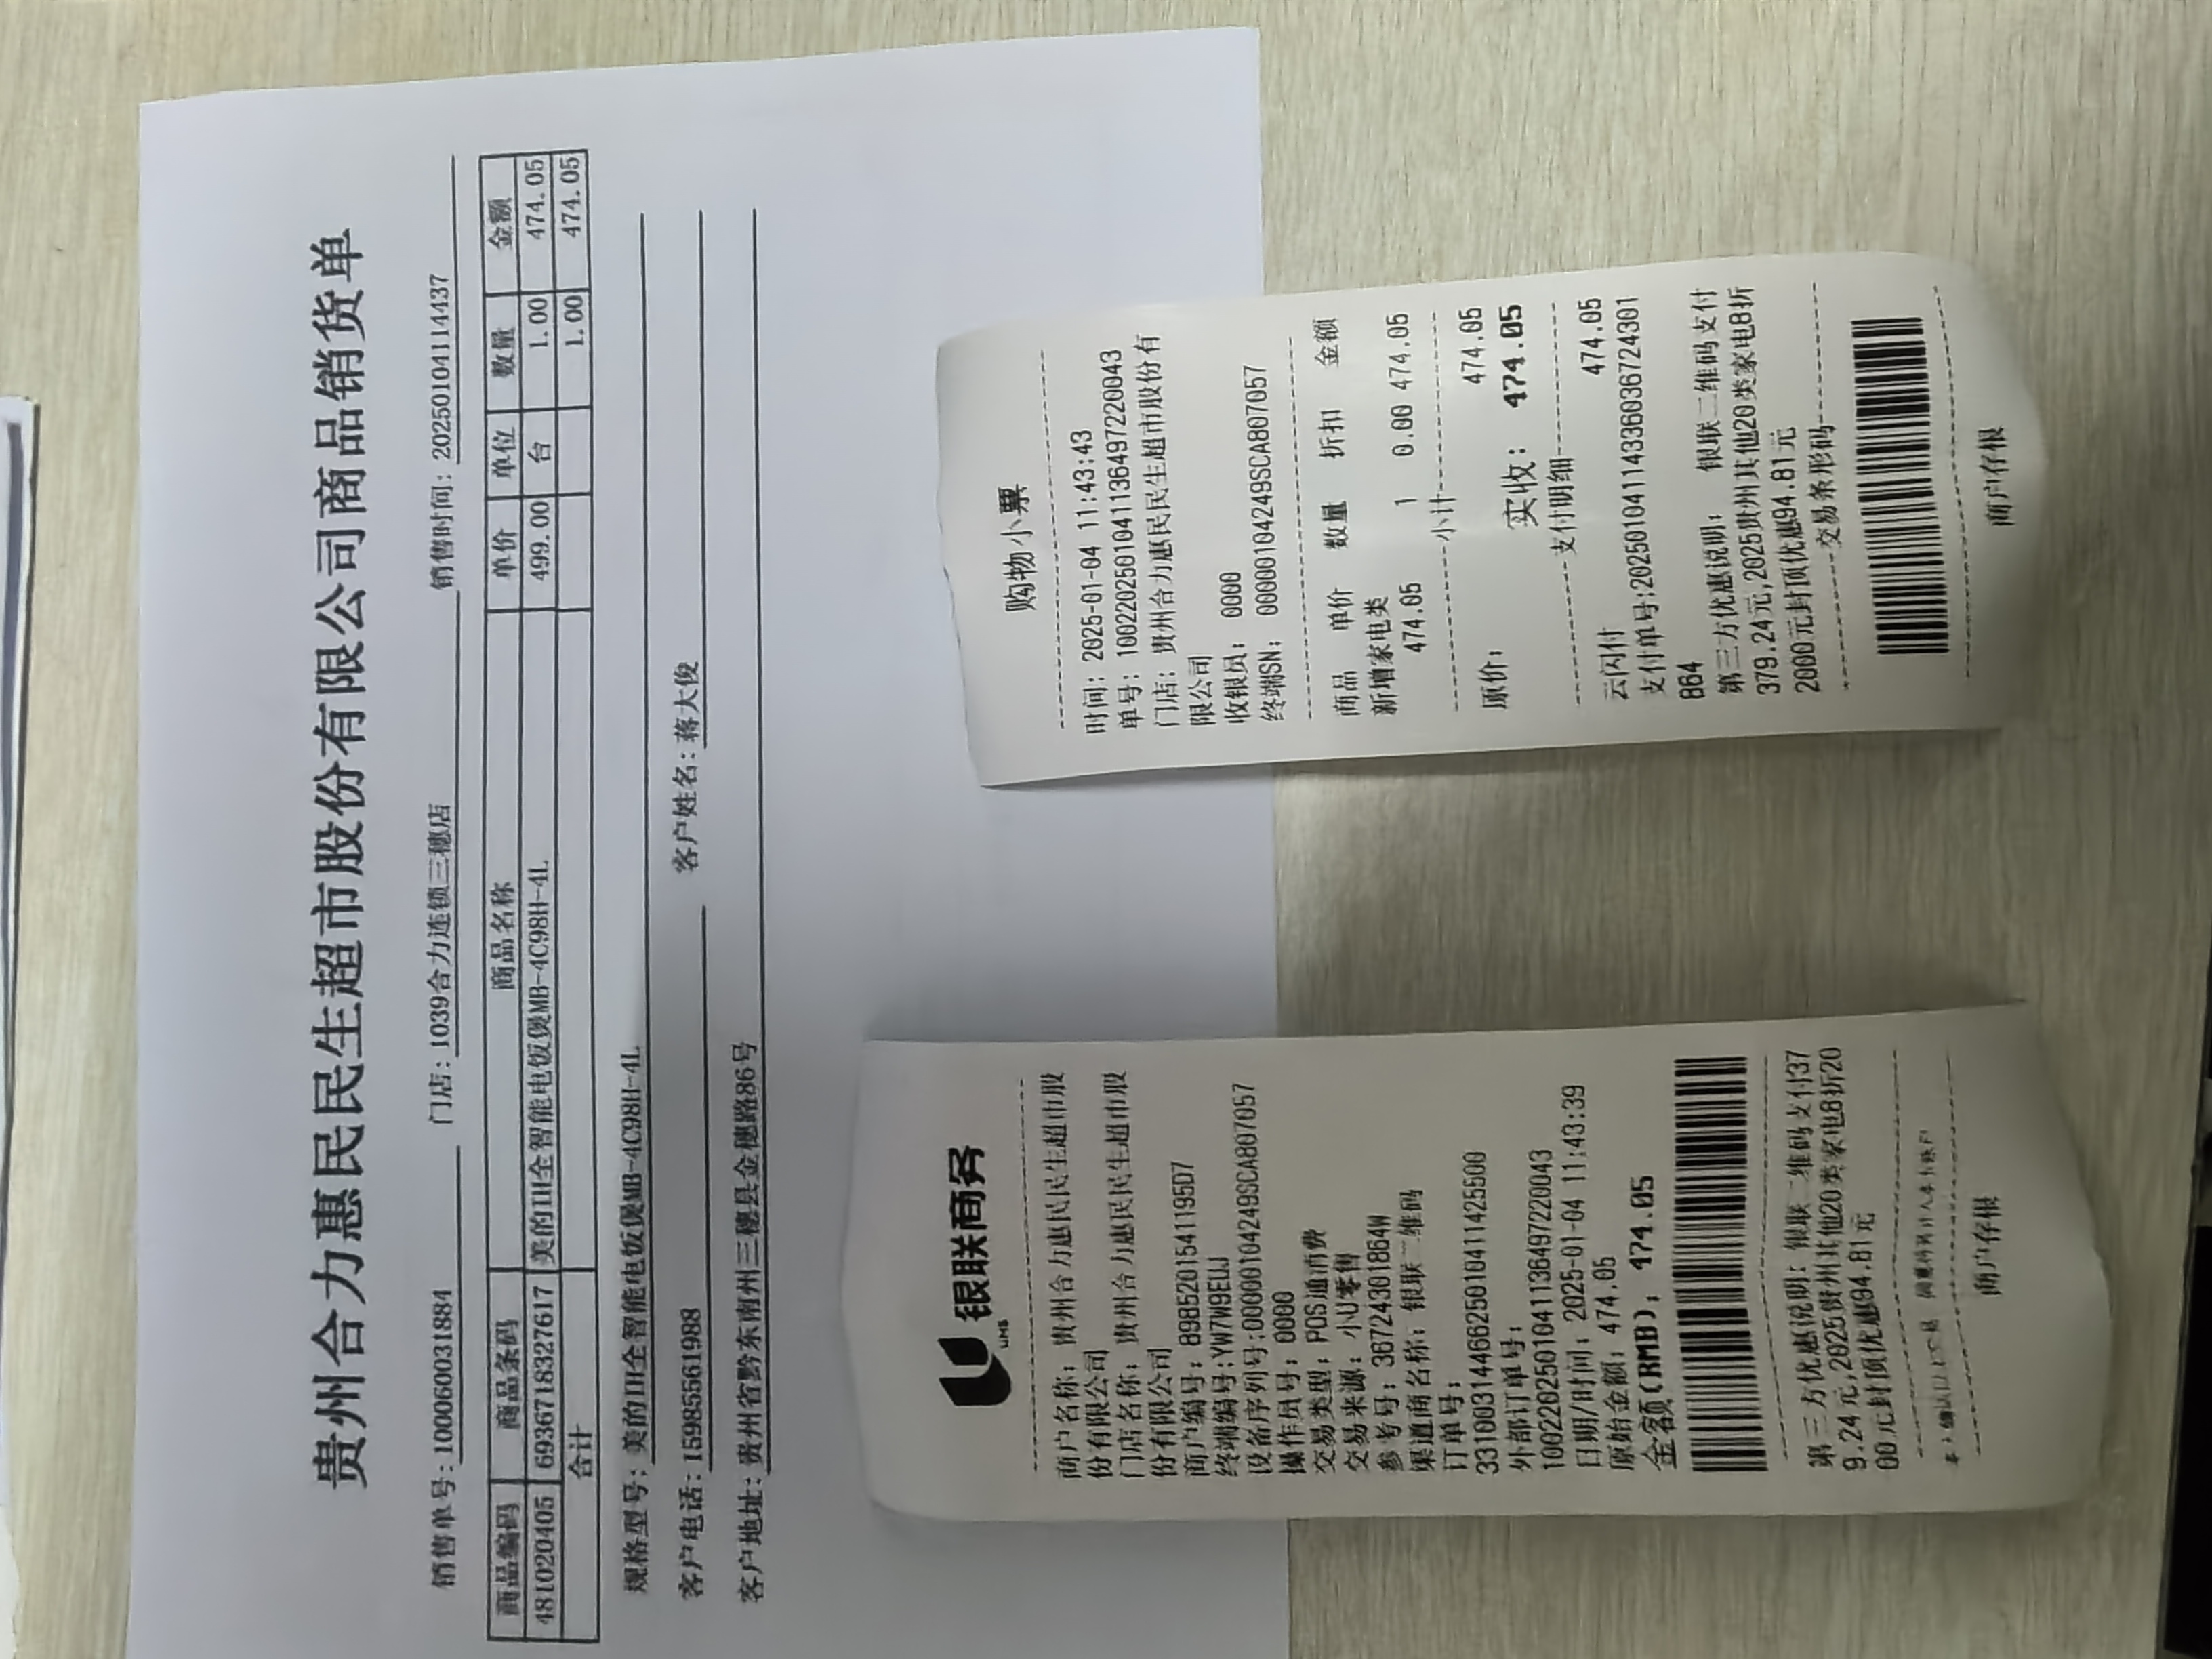 贵州合力惠民民生超市股份有限公司商品销货单
销售单号: 100060031884 门店: 1039合力连锁三穗店 销售时间: 20250104114437
商品编码 商品条码 商品名称 单价 单位 数量 金额
481020405 6936718327617 美的IH全智能电饭煲MB-4C98H-4L 499.00 台 1.00 474.05
合计 1.00 474.05
规格型号: 美的IH全智能电饭煲MB-4C98H-4L
客户电话: 15985561988 客户姓名: 蒋大俊
客户地址: 贵州省黔东南州三穗县金穗路86号
银联商务
UMS
商户名称: 贵州合力惠民民生超市股
份有限公司
门店名称: 贵州合力惠民民生超市股
份有限公司
商户编号: 8985201541195D7
终端编号:YW7W9EUJ
设备序列号:00000104249SCA807057
操作员号: 0000
交易类型: POS通消费
交易来源: 小U零售
参考号: 36724301864W
渠道商名称: 银联二维码
订单号:
3310031446625010411425500
外部订单号:
10022025010411364972​20043
日期/时间: 2025-01-04 11:43:39
原始金额: 474.05
金额(RMB): 474.05
第三方优惠说明: 银联二维码支付37
9.24元,2025贵州其他20类家电8折20
00元封顶优惠94.81元
商户存根
购物小票
时间: 2025-01-04 11:43:43
单号: 1002202501041136497220043
门店: 贵州合力惠民民生超市股份有
限公司
收银员: 0000
终端SN: 00000104249SCA807057
商品 单价 数量 折扣 金额
新增家电类
474.05 1 0.00 474.05
小计
原价: 474.05
实收: 474.05
支付明细
云闪付 474.05
支付单号:20250104114336036724301
864
第三方优惠说明: 银联二维码支付
379.24元,2025贵州其他20类家电8折
2000元封顶优惠94.81元
交易条形码
商户存根